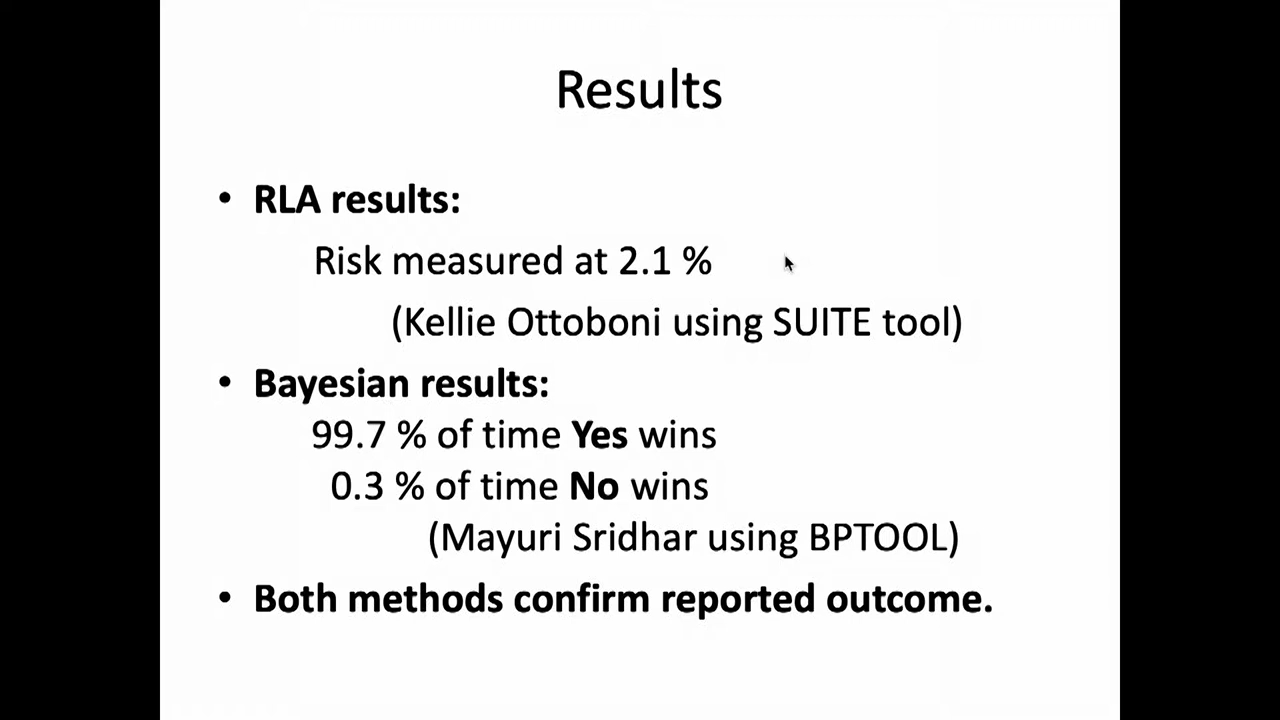 Results
• RLA results:
Risk measured at 2.1 %
(Kellie Ottoboni using SUITE tool)
• Bayesian results:
99.7 % of time Yes wins
0.3 % of time No wins
(Mayuri Sridhar using BPTOOL)
• Both methods confirm reported outcome.